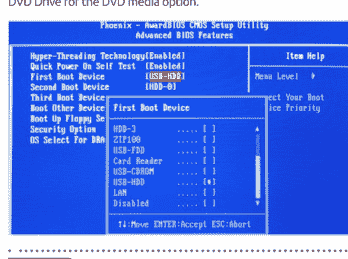 DVD Drive for the DVD media option.
Phoenix - AwardBIOS CMOS Setup Utility
Advanced BIOS Features
Hyper-Threading Technology[Enabled]
Quick Power On Self Test [Enabled]
First Boot Device [USB-HDD]
Second Boot Device [HDD-0]
Third Boot Device
Boot Other Device
Boot Up Floppy Se
Security Option
OS Select For DRA
Item Help
Menu Level
ect Your Boot
ice Priority
First Boot Device
HDD-3 ..... [ ]
ZIP100 ..... [ ]
USB-FDD ..... [ ]
Card Reader ..... [ ]
USB-CDROM ..... [ ]
USB-HDD ..... [■]
LAN ..... [ ]
Disabled ..... [ ]
↑↓:Move ENTER:Accept ESC:Abort